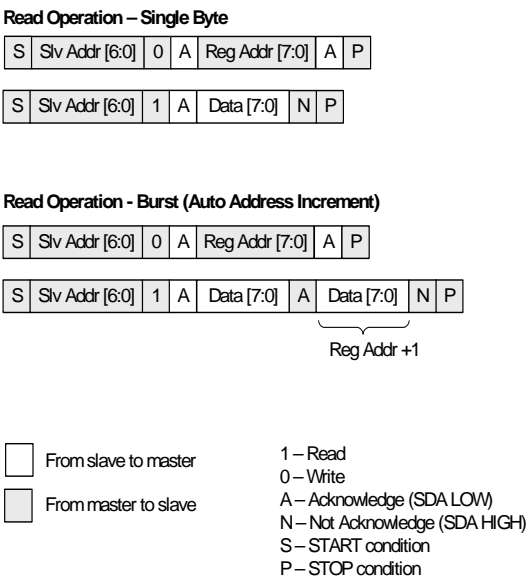 Read Operation – Single Byte
S Slv Addr [6:0] 0 A Reg Addr [7:0] A P
S Slv Addr [6:0] 1 A Data [7:0] N P
Read Operation - Burst (Auto Address Increment)
S Slv Addr [6:0] 0 A Reg Addr [7:0] A P
S Slv Addr [6:0] 1 A Data [7:0] A Data [7:0] N P
Reg Addr +1
From slave to master
From master to slave
1 – Read
0 – Write
A – Acknowledge (SDA LOW)
N – Not Acknowledge (SDA HIGH)
S – START condition
P – STOP condition